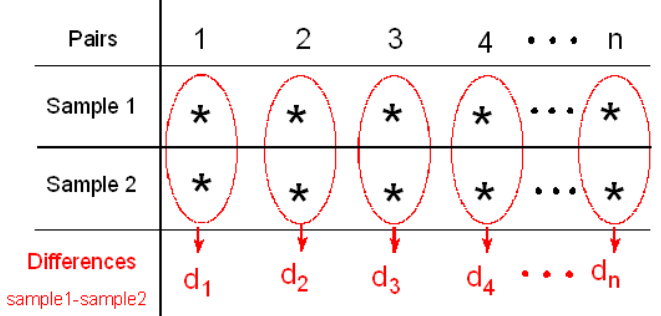 Pairs 1 2 3 4 • • • n
Sample 1 * * * * • • • *
Sample 2 * * * * • • • *
Differences d1 d2 d3 d4 • • • dn
sample1-sample2